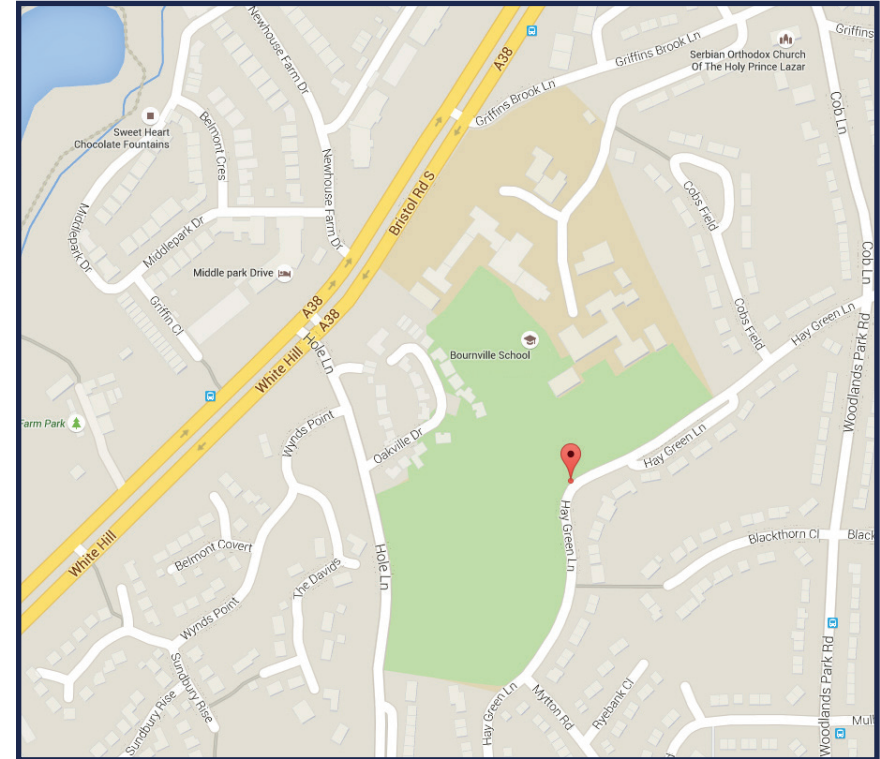 Newhouse Farm Dr
A38
Griffins Brook Ln
Griffins
Serbian Orthodox Church
Of The Holy Prince Lazar
Cob Ln
Griffins Brook Ln
Sweet Heart
Chocolate Fountains
Belmont Cres
Newhouse Farm Dr
Bristol Rd S
Middlepark Dr
Middlepark Dr
Cobs Field
Cob Ln
Middle park Drive
Griffin Cl
A38
A38
Hole Ln
White Hill
Cobs Field
Hay Green Ln
Bournville School
Woodlands Park Rd
Farm Park
Wynds Point
Oakville Dr
Hay Green Ln
Hay Green Ln
White Hill
Belmont Covert
The Davids
Hole Ln
Blackthorn Cl
Black
Wynds Point
Sundbury Rise
Sundbury Rise
Hay Green Ln
Mytton Rd
Ryebank Cl
Woodlands Park Rd
Mull